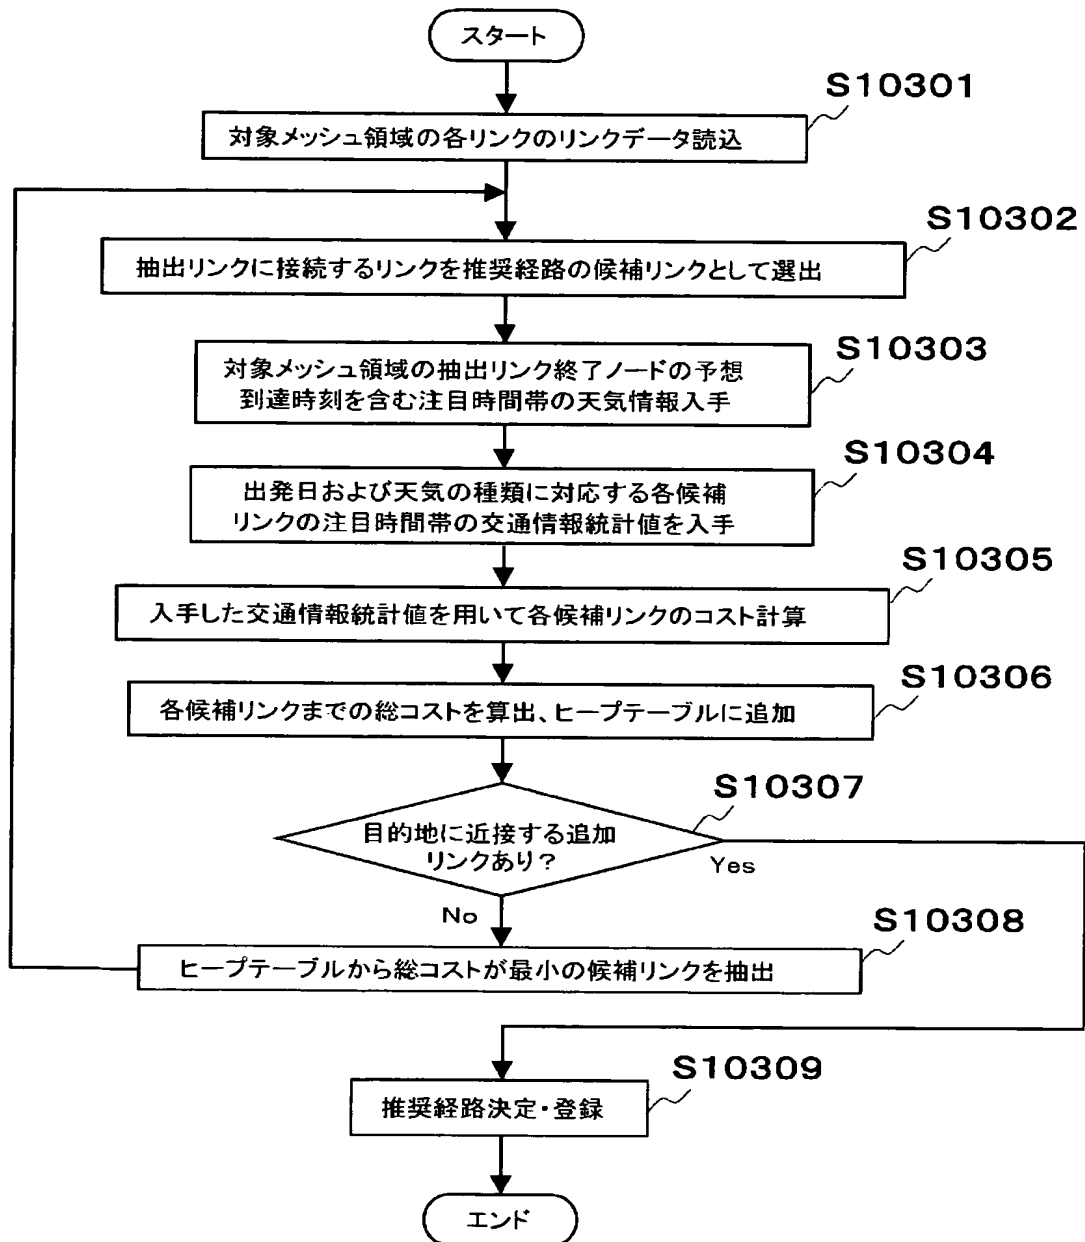 スタート
S10301
対象メッシュ領域の各リンクのリンクデータ読込
S10302
抽出リンクに接続するリンクを推奨経路の候補リンクとして選出
S10303
対象メッシュ領域の抽出リンク終了ノードの予想
到達時刻を含む注目時間帯の天気情報入手
S10304
出発日および天気の種類に対応する各候補
リンクの注目時間帯の交通情報統計値を入手
S10305
入手した交通情報統計値を用いて各候補リンクのコスト計算
S10306
各候補リンクまでの総コストを算出、ヒープテーブルに追加
S10307
目的地に近接する追加
リンクあり?
Yes
No
S10308
ヒープテーブルから総コストが最小の候補リンクを抽出
S10309
推奨経路決定・登録
エンド